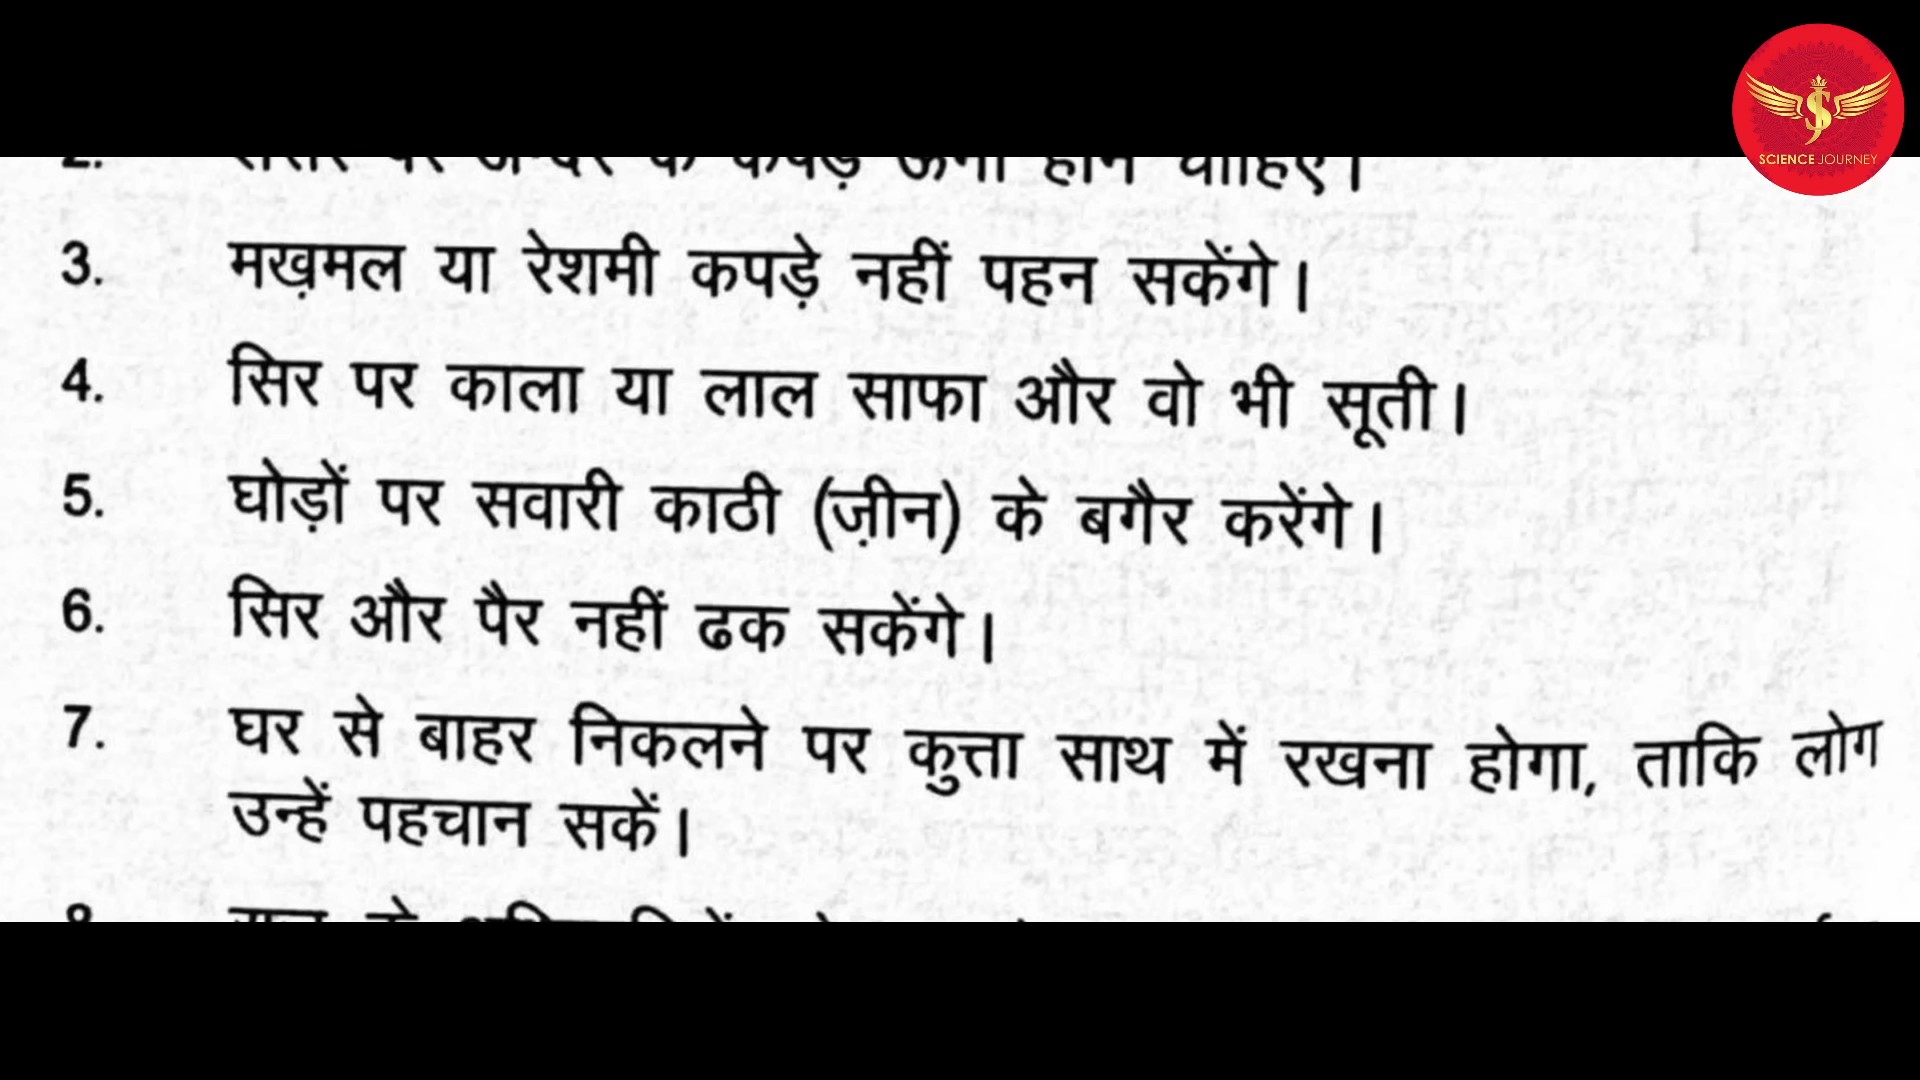 SCIENCE JOURNEY
3. मख़मल या रेशमी कपड़े नहीं पहन सकेंगे।
4. सिर पर काला या लाल साफा और वो भी सूती।
5. घोड़ों पर सवारी काठी (ज़ीन) के बगैर करेंगे।
6. सिर और पैर नहीं ढक सकेंगे।
7. घर से बाहर निकलने पर कुत्ता साथ में रखना होगा, ताकि लोग
उन्हें पहचान सकें।